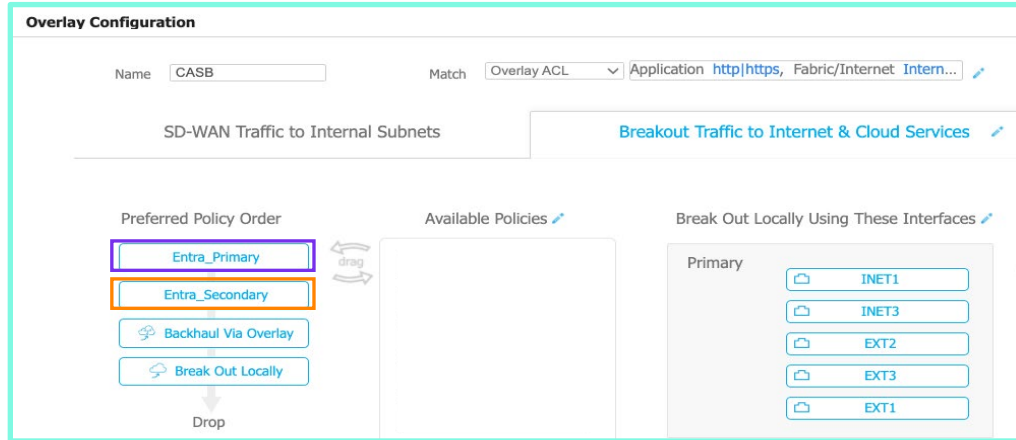 Overlay Configuration
Name CASB Match Overlay ACL Application http|https, Fabric/Internet Intern...
SD-WAN Traffic to Internal Subnets Breakout Traffic to Internet & Cloud Services
Preferred Policy Order Available Policies Break Out Locally Using These Interfaces
Entra_Primary
drag
Entra_Secondary
Backhaul Via Overlay
Break Out Locally
Drop
Primary
INET1
INET3
EXT2
EXT3
EXT1